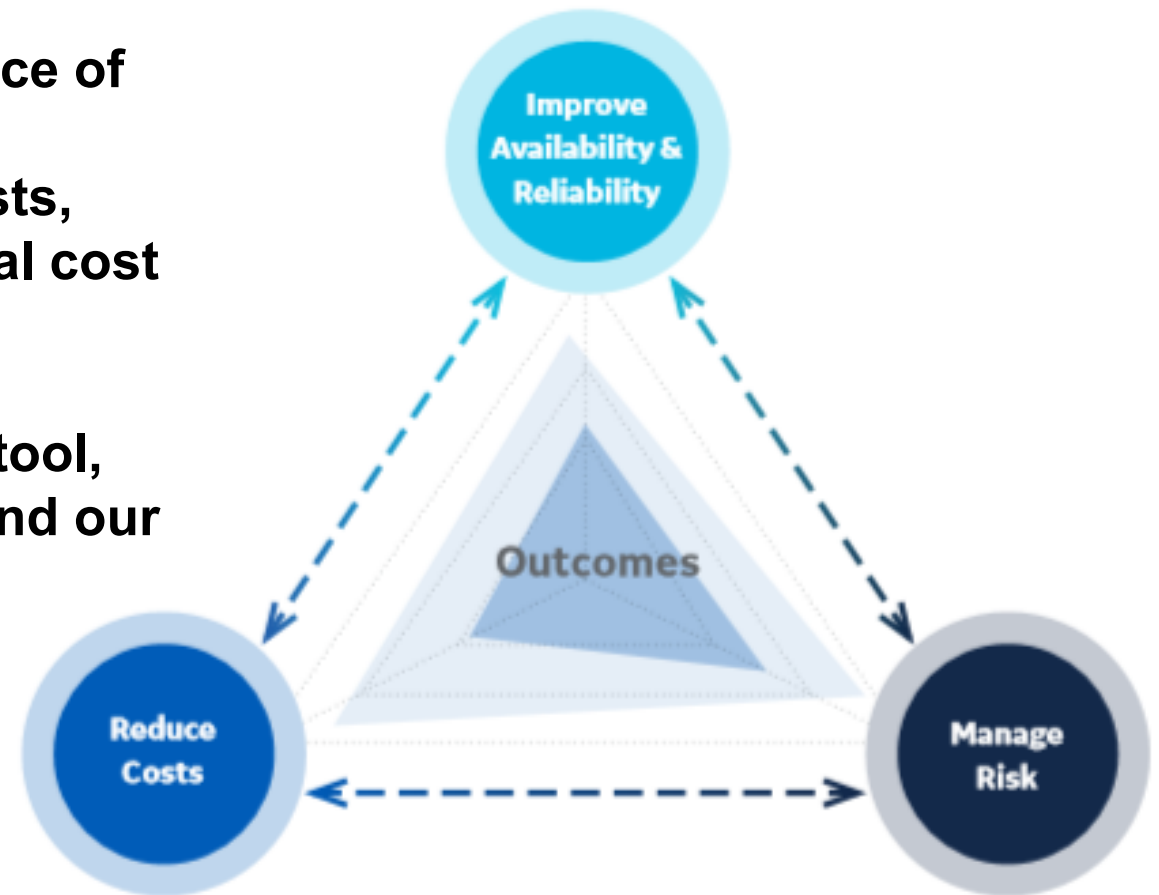 ce of
sts,
al cost
tool,
nd our
Improve
Availability &
Reliability
Outcomes
Reduce
Costs
Manage
Risk